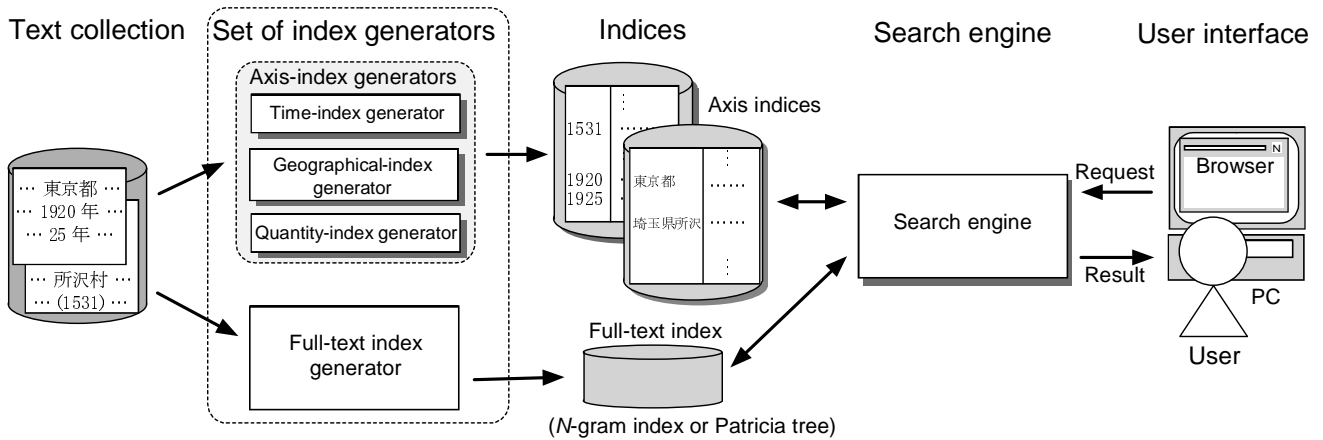 Text collection
Set of index generators
Indices
Search engine
User interface
Axis-index generators
Time-index generator
Geographical-index
generator
Quantity-index generator
Full-text index
generator
… 東京都 …
… 1920 年 …
… 25 年 …
… 所沢村 …
… (1531) …
Axis indices
1531
1920
1925
東京都
埼玉県所沢
Full-text index
(N-gram index or Patricia tree)
Search engine
Request
Result
N
Browser
PC
User